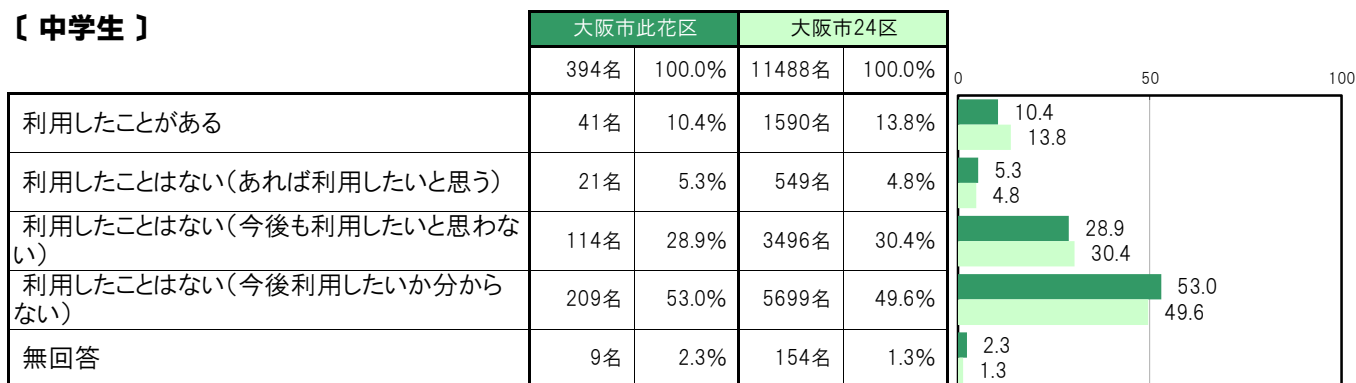 〔 中学生 〕
大阪市此花区 大阪市24区
394名 100.0% 11488名 100.0%
0 50 100
利用したことがある 41名 10.4% 1590名 13.8%
10.4
13.8
利用したことはない（あれば利用したいと思う） 21名 5.3% 549名 4.8%
5.3
4.8
利用したことはない（今後も利用したいと思わな
い） 114名 28.9% 3496名 30.4%
28.9
30.4
利用したことはない（今後利用したいか分から
ない） 209名 53.0% 5699名 49.6%
53.0
49.6
無回答 9名 2.3% 154名 1.3%
2.3
1.3